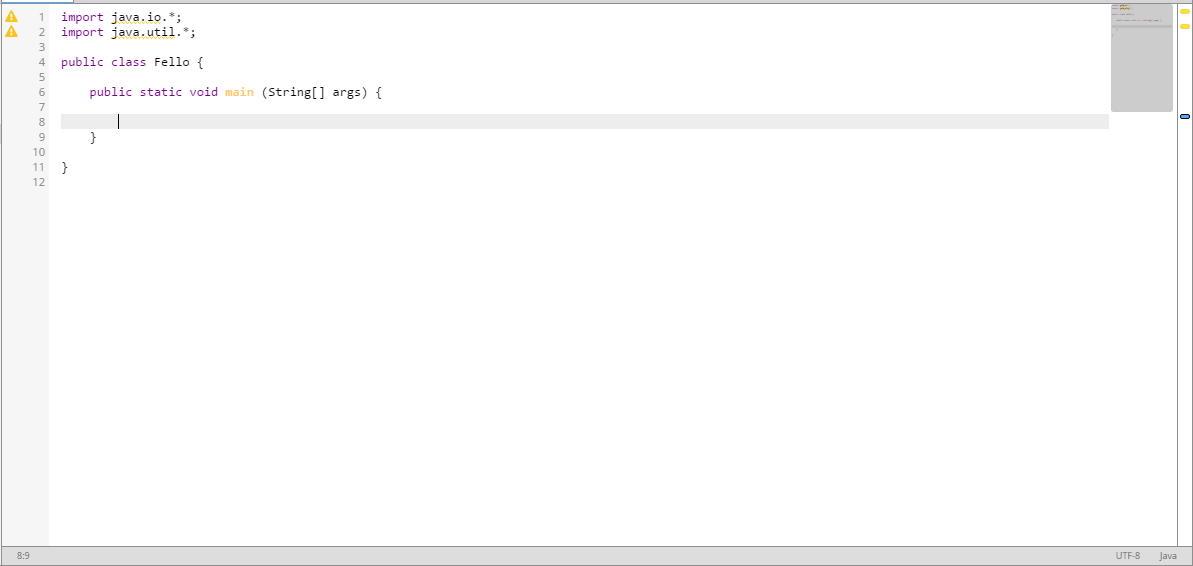 1 import java.io.*;
2 import java.util.*;
3
4 public class Fello {
5
6 public static void main (String[] args) {
7
8
9 }
10
11 }
12
8:9 UTF-8 Java